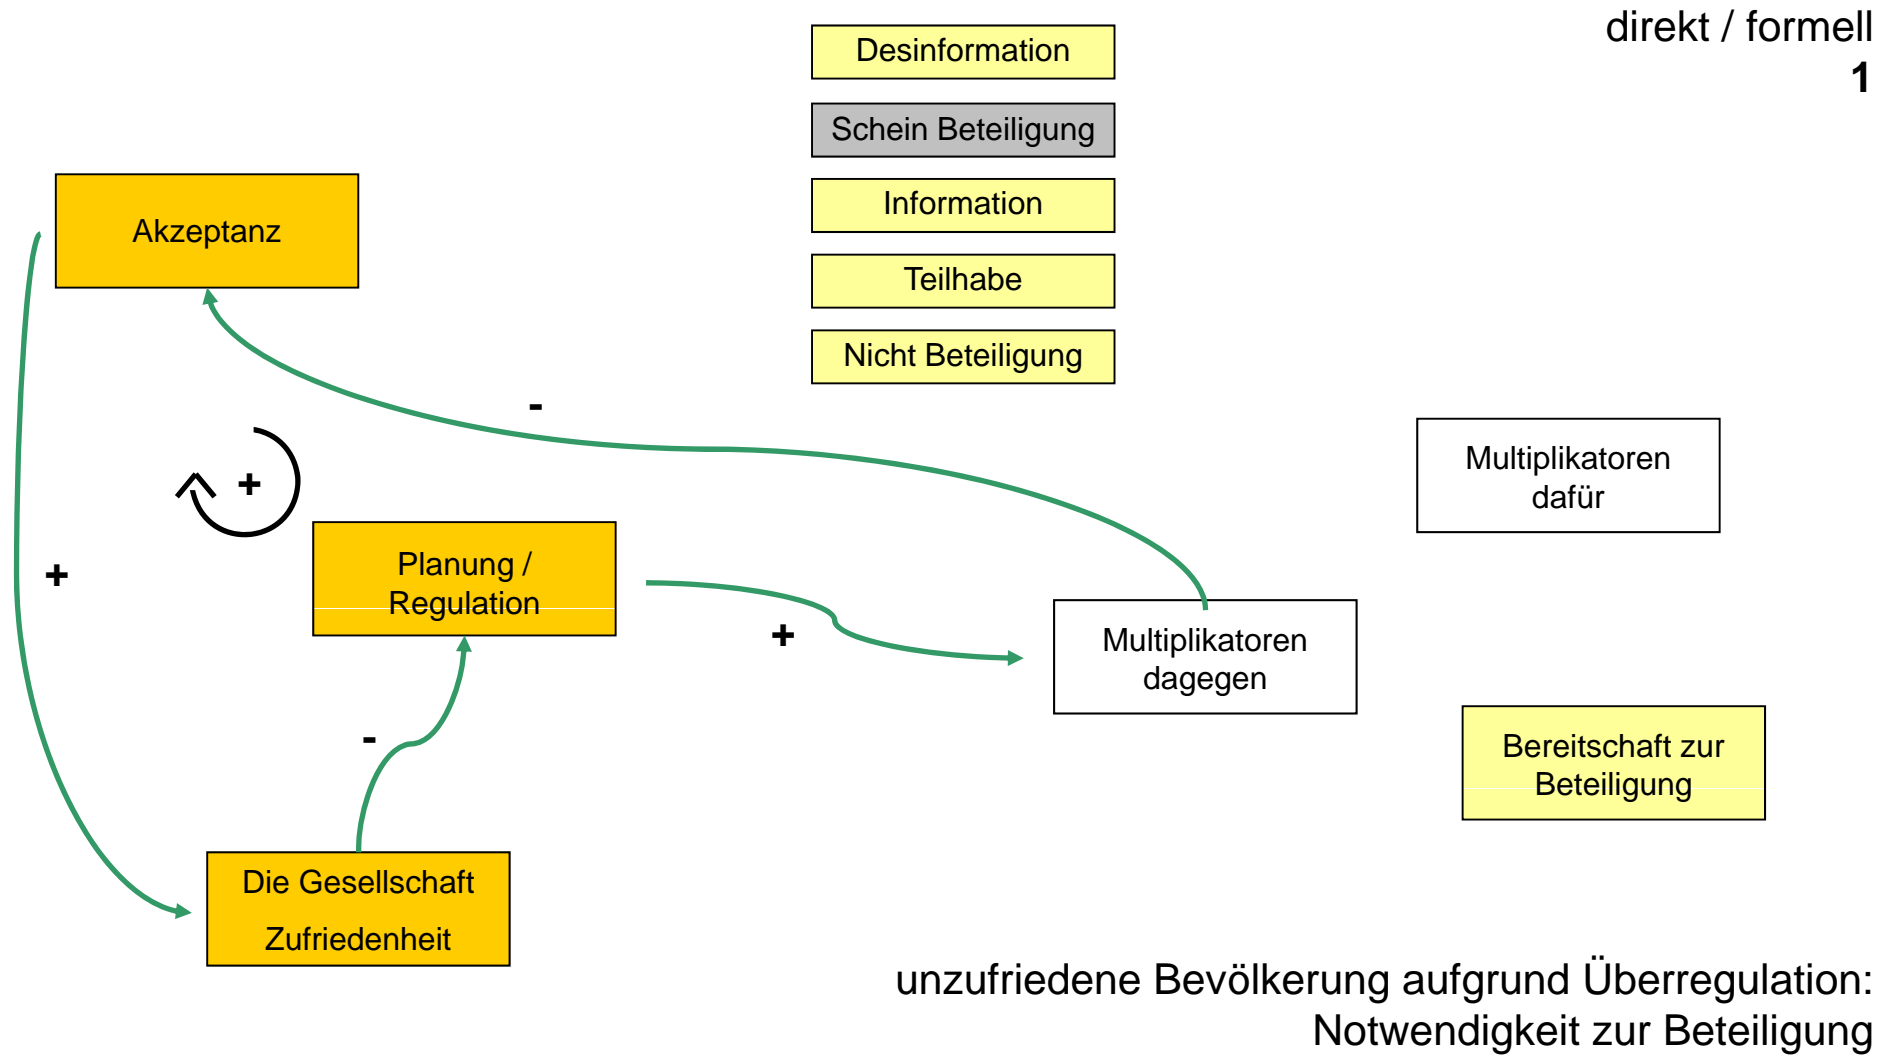 direkt / formell
1
Desinformation
Schein Beteiligung
Information
Teilhabe
Nicht Beteiligung
Akzeptanz
-
Multiplikatoren
dafür
+
+
Planung /
Regulation
+
Multiplikatoren
dagegen
-
Bereitschaft zur
Beteiligung
Die Gesellschaft
Zufriedenheit
unzufriedene Bevölkerung aufgrund Überregulation:
Notwendigkeit zur Beteiligung